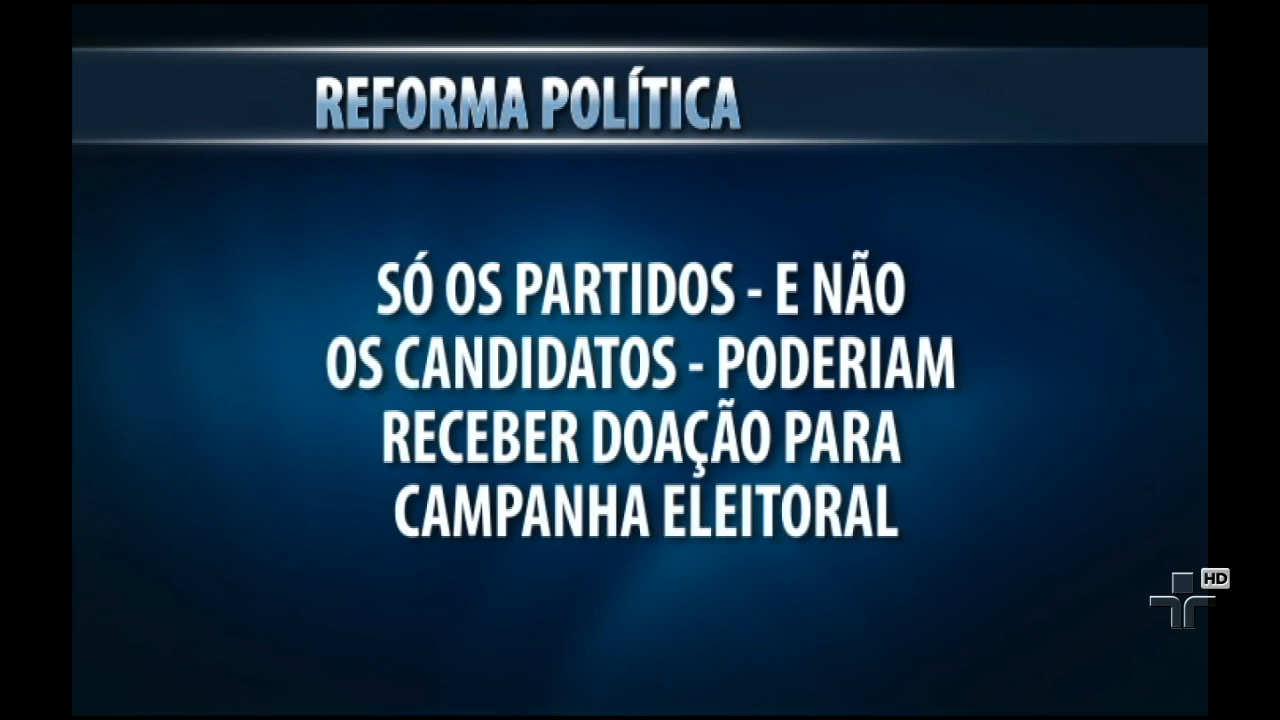 REFORMA POLÍTICA
SÓ OS PARTIDOS - E NÃO
OS CANDIDATOS - PODERIAM
RECEBER DOAÇÃO PARA
CAMPANHA ELEITORAL
HD